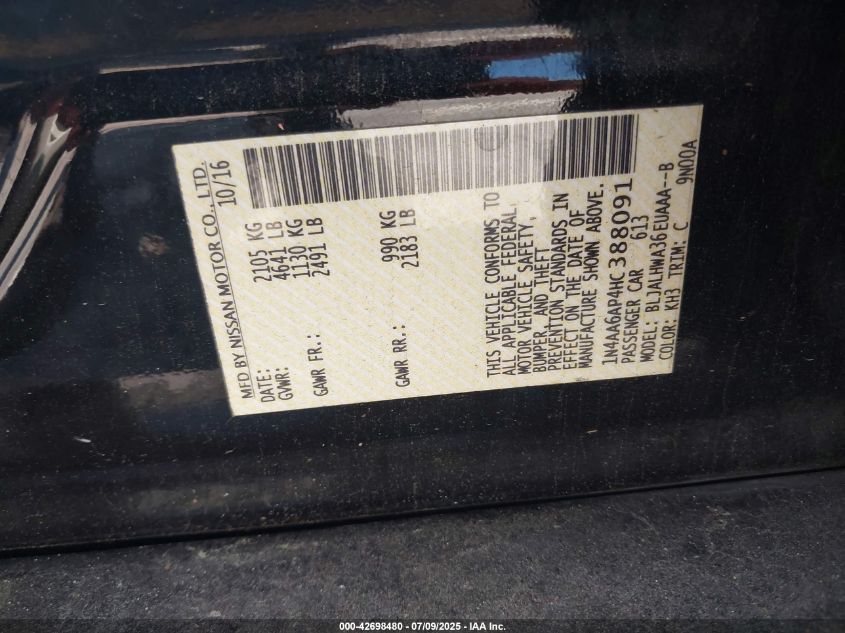 MFD BY NISSAN MOTOR CO., LTD.
DATE: 10/16
GVWR: 2105 KG
4641 LB
GAWR FR.: 1130 KG
2491 LB
GAWR RR.: 990 KG
2183 LB
THIS VEHICLE CONFORMS TO
ALL APPLICABLE FEDERAL
MOTOR VEHICLE SAFETY,
BUMPER, AND THEFT
PREVENTION STANDARDS IN
EFFECT ON THE DATE OF
MANUFACTURE SHOWN ABOVE.
1N4AA6AP4HC388091
PASSENGER CAR 613
MODEL: BLJALHWA36EUAAA--B
COLOR: KH3 TRIM: C 9N00A
000-42698480 - 07/09/2025 - IAA Inc.